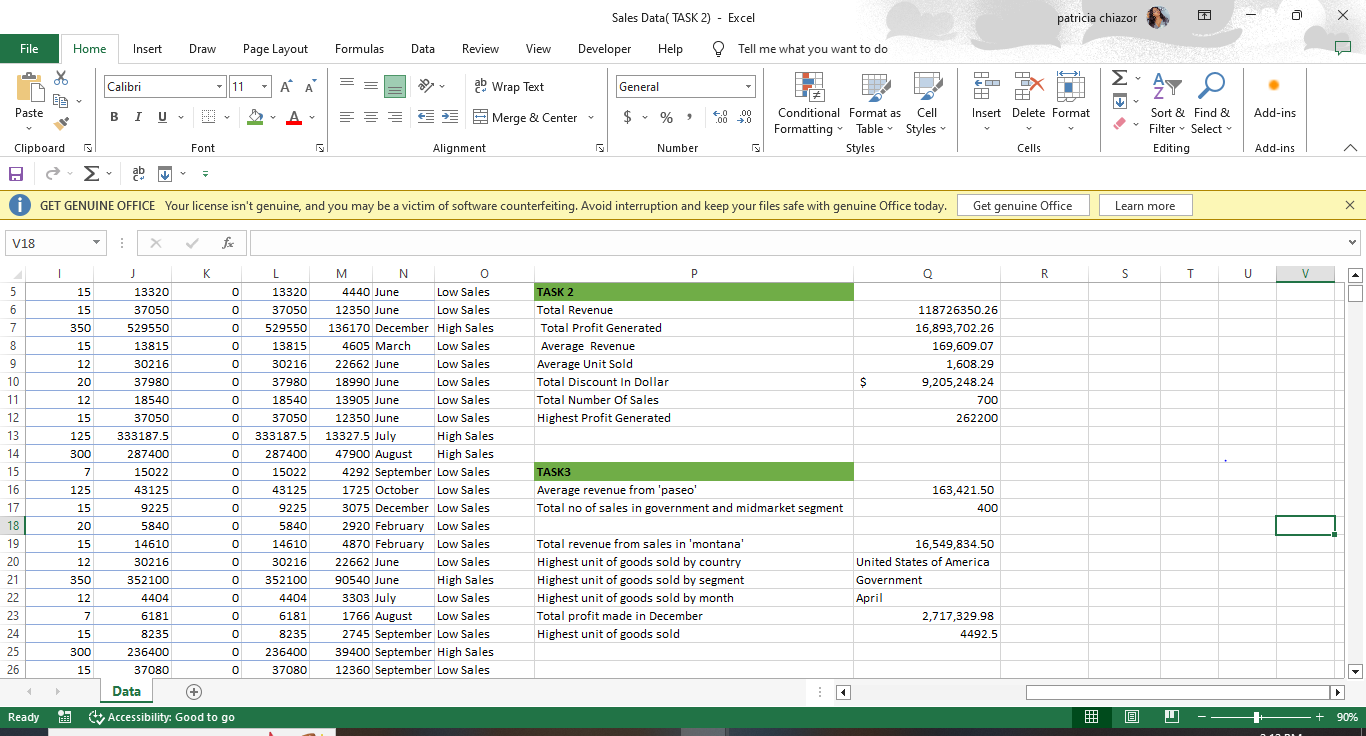 Sales Data( TASK 2) - Excel
patricia chiazor
File Home Insert Draw Page Layout Formulas Data Review View Developer Help Tell me what you want to do
Paste
Clipboard
Calibri 11
B I U
A
Font
ab Wrap Text
Merge & Center
Alignment
General
$ % ,
Number
Conditional Formatting
Format as Table
Cell Styles
Styles
Insert Delete Format
Cells
Sort & Filter
Find & Select
Editing
Add-ins
Add-ins
GET GENUINE OFFICE Your license isn't genuine, and you may be a victim of software counterfeiting. Avoid interruption and keep your files safe with genuine Office today. Get genuine Office Learn more
V18 fx
I J K L M N O P Q R S T U V
5 15 13320 0 13320 4440 June Low Sales TASK 2
6 15 37050 0 37050 12350 June Low Sales Total Revenue 118726350.26
7 350 529550 0 529550 136170 December High Sales Total Profit Generated 16,893,702.26
8 15 13815 0 13815 4605 March Low Sales Average Revenue 169,609.07
9 12 30216 0 30216 22662 June Low Sales Average Unit Sold 1,608.29
10 20 37980 0 37980 18990 June Low Sales Total Discount In Dollar $ 9,205,248.24
11 12 18540 0 18540 13905 June Low Sales Total Number Of Sales 700
12 15 37050 0 37050 12350 June Low Sales Highest Profit Generated 262200
13 125 333187.5 0 333187.5 13327.5 July High Sales
14 300 287400 0 287400 47900 August High Sales
15 7 15022 0 15022 4292 September Low Sales TASK3
16 125 43125 0 43125 1725 October Low Sales Average revenue from 'paseo' 163,421.50
17 15 9225 0 9225 3075 December Low Sales Total no of sales in government and midmarket segment 400
18 20 5840 0 5840 2920 February Low Sales
19 15 14610 0 14610 4870 February Low Sales Total revenue from sales in 'montana' 16,549,834.50
20 12 30216 0 30216 22662 June Low Sales Highest unit of goods sold by country United States of America
21 350 352100 0 352100 90540 June High Sales Highest unit of goods sold by segment Government
22 12 4404 0 4404 3303 July Low Sales Highest unit of goods sold by month April
23 7 6181 0 6181 1766 August Low Sales Total profit made in December 2,717,329.98
24 15 8235 0 8235 2745 September Low Sales Highest unit of goods sold 4492.5
25 300 236400 0 236400 39400 September High Sales
26 15 37080 0 37080 12360 September Low Sales
Data
Ready Accessibility: Good to go 90%